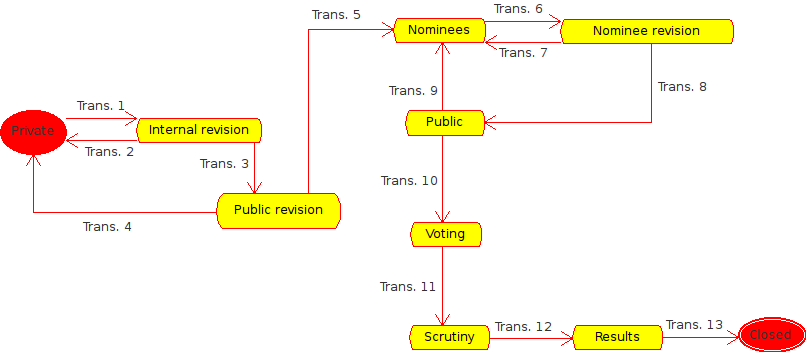 Trans. 6
Trans. 5
Nominees
Nominee revision
Trans. 7
Trans. 9
Trans. 8
Trans. 1
Private
Internal revision
Public
Trans. 2
Trans. 3
Trans. 10
Public revision
Trans. 4
Voting
Trans. 11
Trans. 12
Trans. 13
Scrutiny
Results
Closed